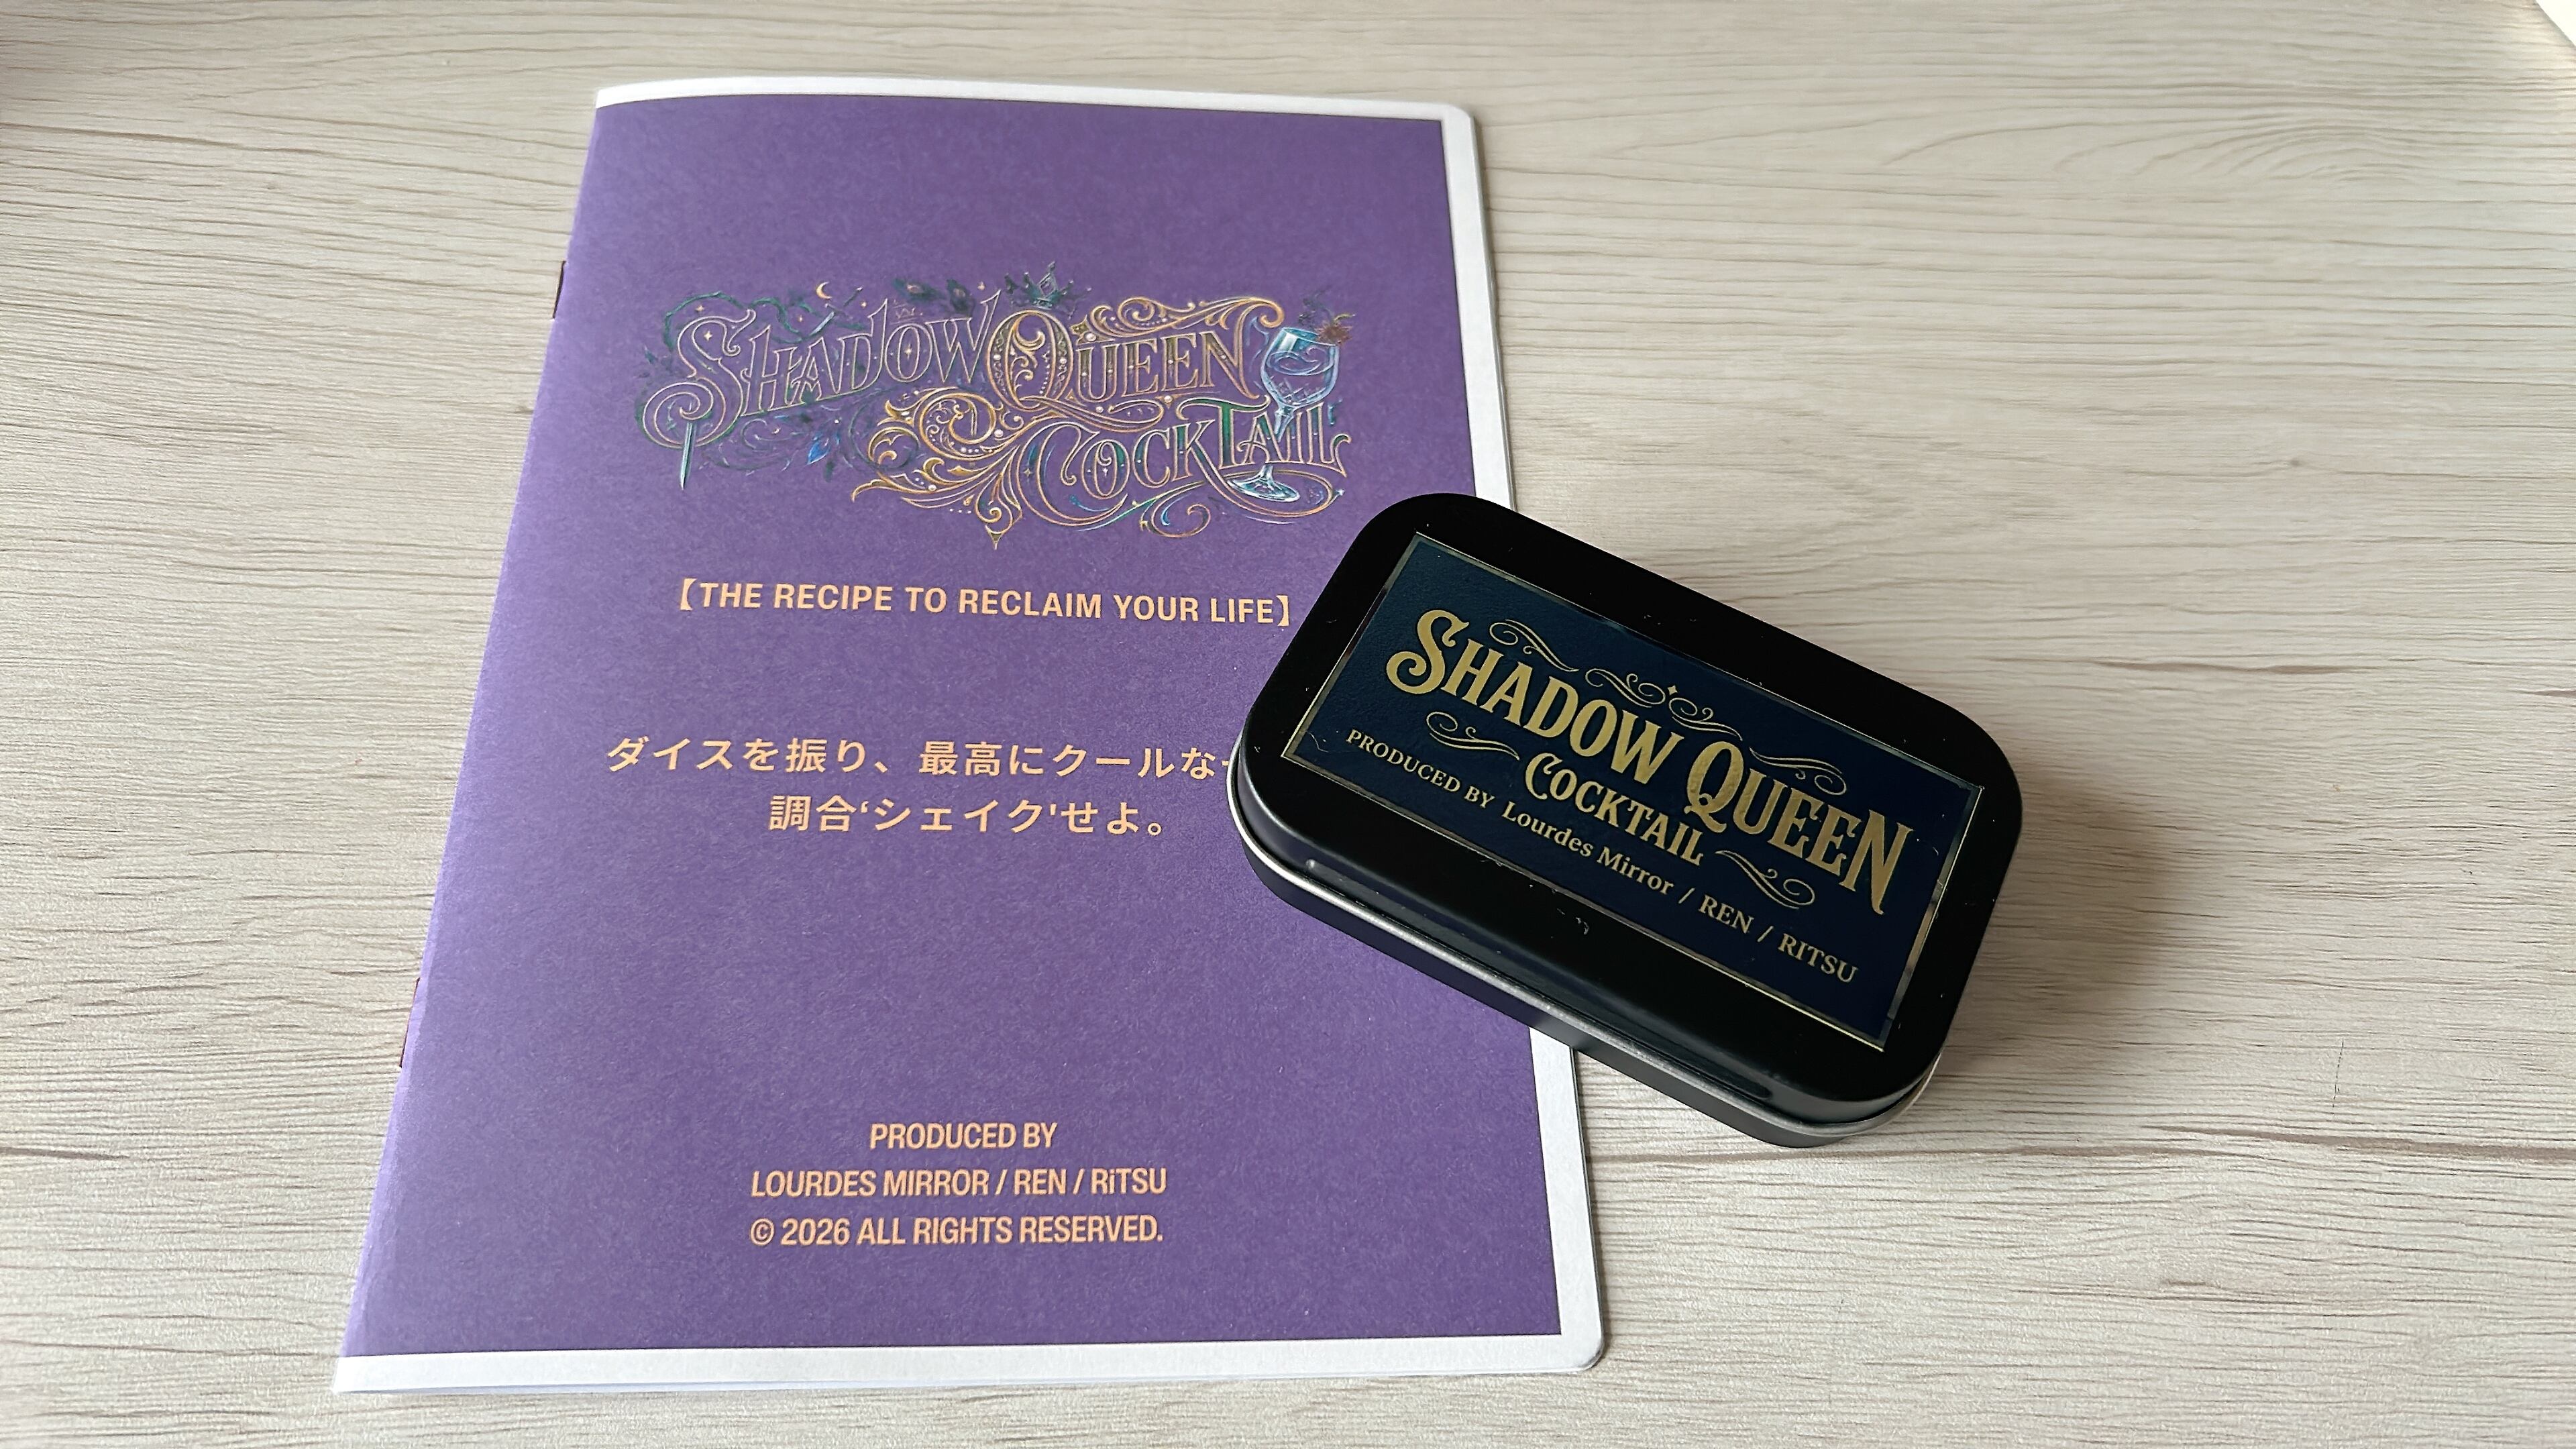 SHADOW QUEEN
COCKTAIL
【THE RECIPE TO RECLAIM YOUR LIFE】
ダイスを振り、最高にクールな
調合‘シェイク'せよ。
PRODUCED BY
LOURDES MIRROR / REN / RiTSU
© 2026 ALL RIGHTS RESERVED.
SHADOW QUEEN
COCKTAIL
PRODUCED BY Lourdes Mirror / REN / RITSU